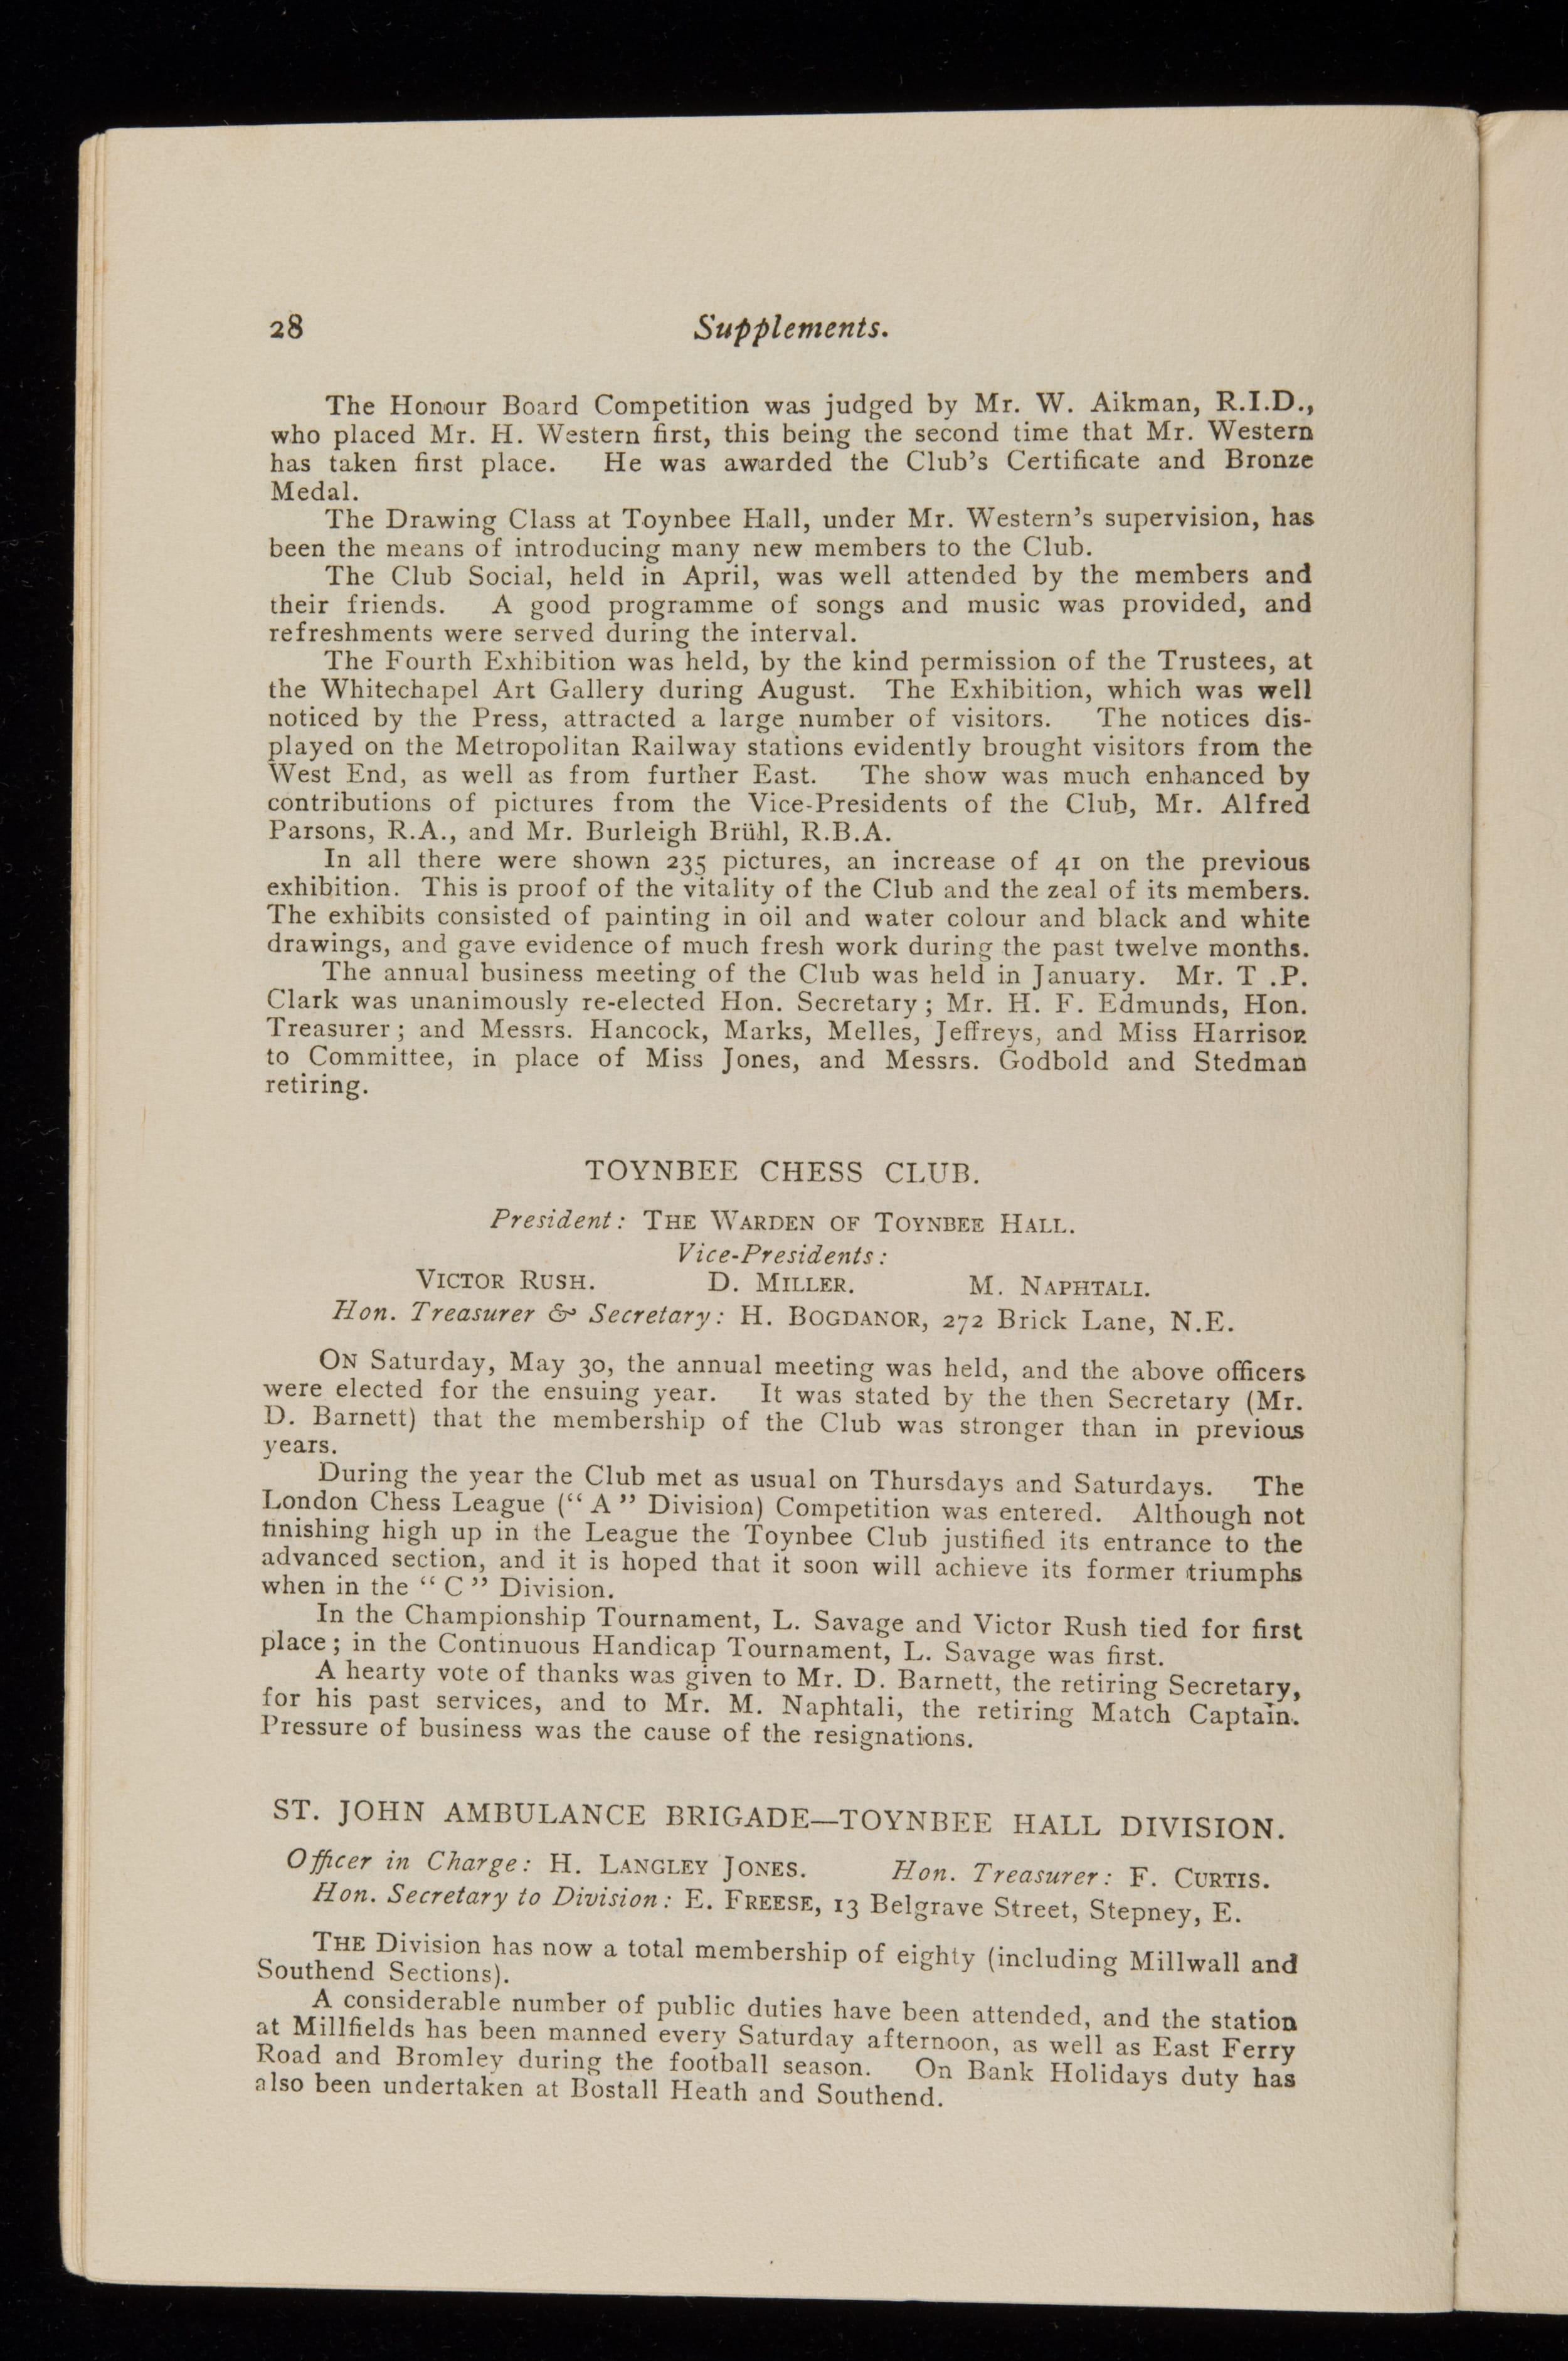 28 Supplements.
The Honour Board Competition was judged by Mr. W. Aikman, R.I.D.,
who placed Mr. H. Western first, this being the second time that Mr. Western
has taken first place. He was awarded the Club's Certificate and Bronze
Medal.
The Drawing Class at Toynbee Hall, under Mr. Western's supervision, has
been the means of introducing many new members to the Club.
The Club Social, held in April, was well attended by the members and
their friends. A good programme of songs and music was provided, and
refreshments were served during the interval.
The Fourth Exhibition was held, by the kind permission of the Trustees, at
the Whitechapel Art Gallery during August. The Exhibition, which was well
noticed by the Press, attracted a large number of visitors. The notices dis-
played on the Metropolitan Railway stations evidently brought visitors from the
West End, as well as from further East. The show was much enhanced by
contributions of pictures from the Vice-Presidents of the Club, Mr. Alfred
Parsons, R.A., and Mr. Burleigh Brühl, R.B.A.
In all there were shown 235 pictures, an increase of 41 on the previous
exhibition. This is proof of the vitality of the Club and the zeal of its members.
The exhibits consisted of painting in oil and water colour and black and white
drawings, and gave evidence of much fresh work during the past twelve months.
The annual business meeting of the Club was held in January. Mr. T .P.
Clark was unanimously re-elected Hon. Secretary; Mr. H. F. Edmunds, Hon.
Treasurer; and Messrs. Hancock, Marks, Melles, Jeffreys, and Miss Harrison
to Committee, in place of Miss Jones, and Messrs. Godbold and Stedman
retiring.
TOYNBEE CHESS CLUB.
President: THE WARDEN OF TOYNBEE HALL.
Vice-Presidents:
VICTOR RUSH. D. MILLER. M. NAPHTALI.
Hon. Treasurer & Secretary: H. BOGDANOR, 272 Brick Lane, N.E.
ON Saturday, May 30, the annual meeting was held, and the above officers
were elected for the ensuing year. It was stated by the then Secretary (Mr.
D. Barnett) that the membership of the Club was stronger than in previous
years.
During the year the Club met as usual on Thursdays and Saturdays. The
London Chess League ("A" Division) Competition was entered. Although not
finishing high up in the League the Toynbee Club justified its entrance to the
advanced section, and it is hoped that it soon will achieve its former triumphs
when in the "C" Division.
In the Championship Tournament, L. Savage and Victor Rush tied for first
place; in the Continuous Handicap Tournament, L. Savage was first.
A hearty vote of thanks was given to Mr. D. Barnett, the retiring Secretary,
for his past services, and to Mr. M. Naphtali, the retiring Match Captain.
Pressure of business was the cause of the resignations.
ST. JOHN AMBULANCE BRIGADE—TOYNBEE HALL DIVISION.
Officer in Charge: H. LANGLEY JONES. Hon. Treasurer: F. CURTIS.
Hon. Secretary to Division: E. FREESE, 13 Belgrave Street, Stepney, E.
THE Division has now a total membership of eighty (including Millwall and
Southend Sections).
A considerable number of public duties have been attended, and the station
at Millfields has been manned every Saturday afternoon, as well as East Ferry
Road and Bromley during the football season. On Bank Holidays duty has
also been undertaken at Bostall Heath and Southend.